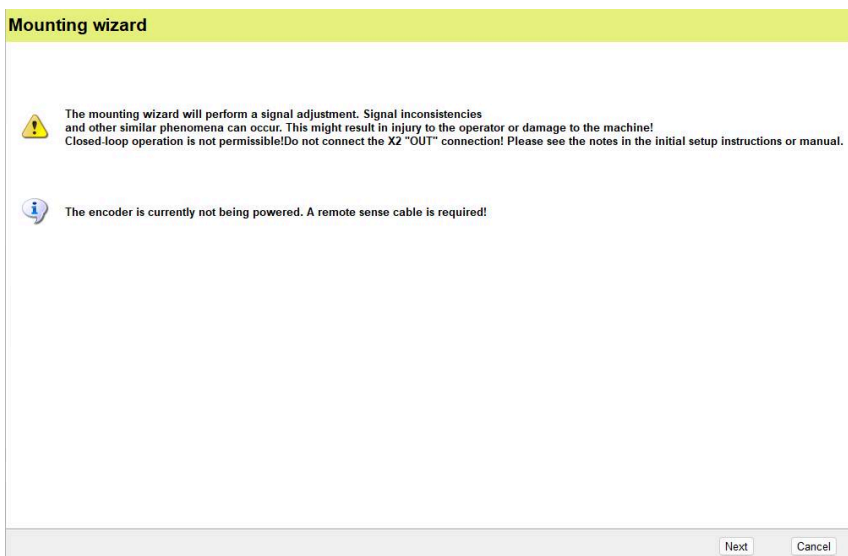 Mounting wizard
The mounting wizard will perform a signal adjustment. Signal inconsistencies
and other similar phenomena can occur. This might result in injury to the operator or damage to the machine!
Closed-loop operation is not permissible!Do not connect the X2 "OUT" connection! Please see the notes in the initial setup instructions or manual.
The encoder is currently not being powered. A remote sense cable is required!
Next Cancel